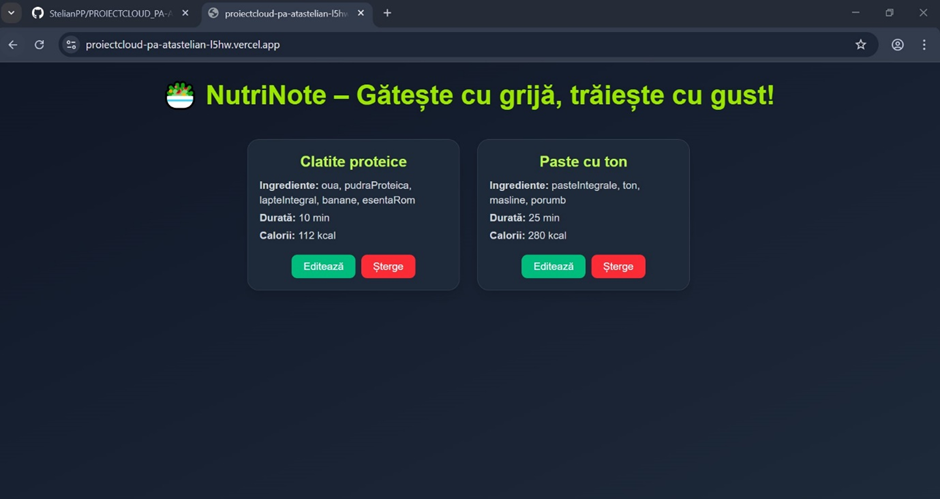 StelianPP/PROIECTCLOUD_PA-A
proiectcloud-pa-atastelian-l5hw
proiectcloud-pa-atastelian-l5hw.vercel.app
NutriNote – Gătește cu grijă, trăiește cu gust!
Clatite proteice
Ingrediente: oua, pudraProteica,
lapteIntegral, banane, esentaRom
Durată: 10 min
Calorii: 112 kcal
Editează Șterge
Paste cu ton
Ingrediente: pasteIntegrale, ton,
masline, porumb
Durată: 25 min
Calorii: 280 kcal
Editează Șterge